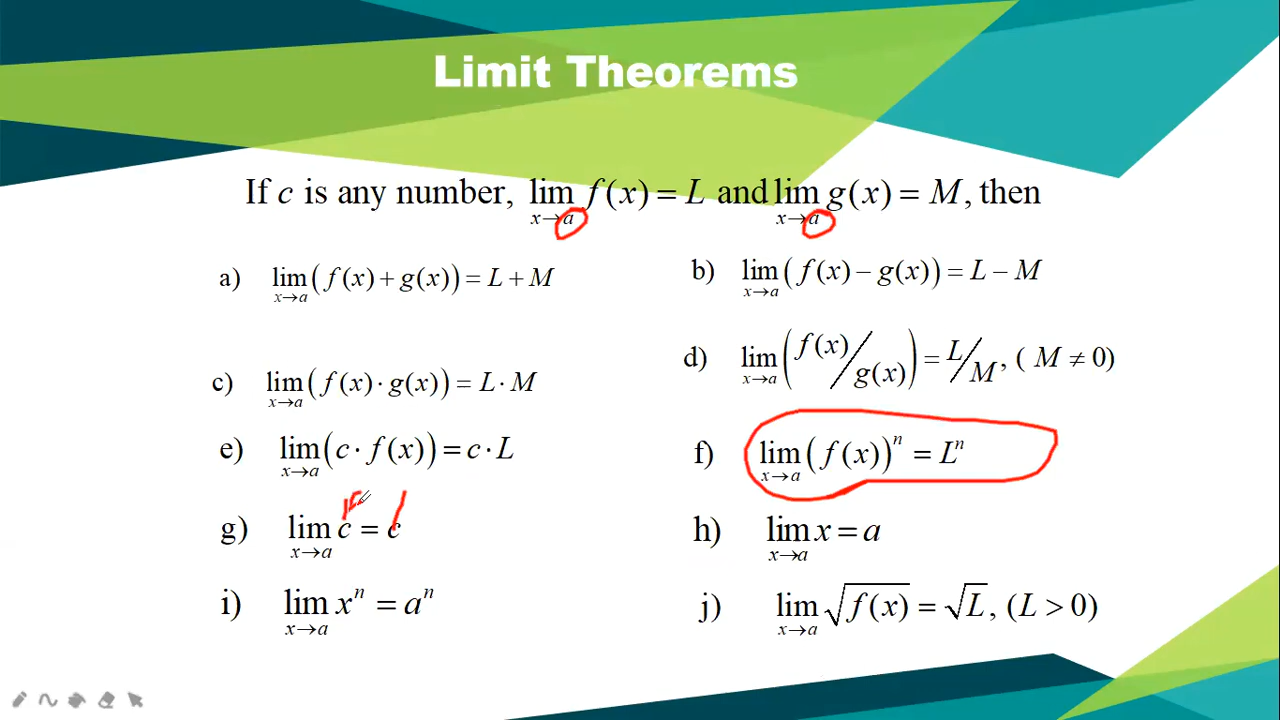 Limit Theorems
If c is any number, lim_{x→a} f(x) = L and lim_{x→a} g(x) = M, then
a) lim_{x→a} (f(x) + g(x)) = L + M
b) lim_{x→a} (f(x) − g(x)) = L − M
c) lim_{x→a} (f(x) · g(x)) = L · M
d) lim_{x→a} (f(x)/g(x)) = L/M, ( M ≠ 0)
e) lim_{x→a} (c · f(x)) = c · L
f) lim_{x→a} (f(x))^n = L^n
g) lim_{x→a} c = c
h) lim_{x→a} x = a
i) lim_{x→a} x^n = a^n
j) lim_{x→a} √f(x) = √L, (L > 0)